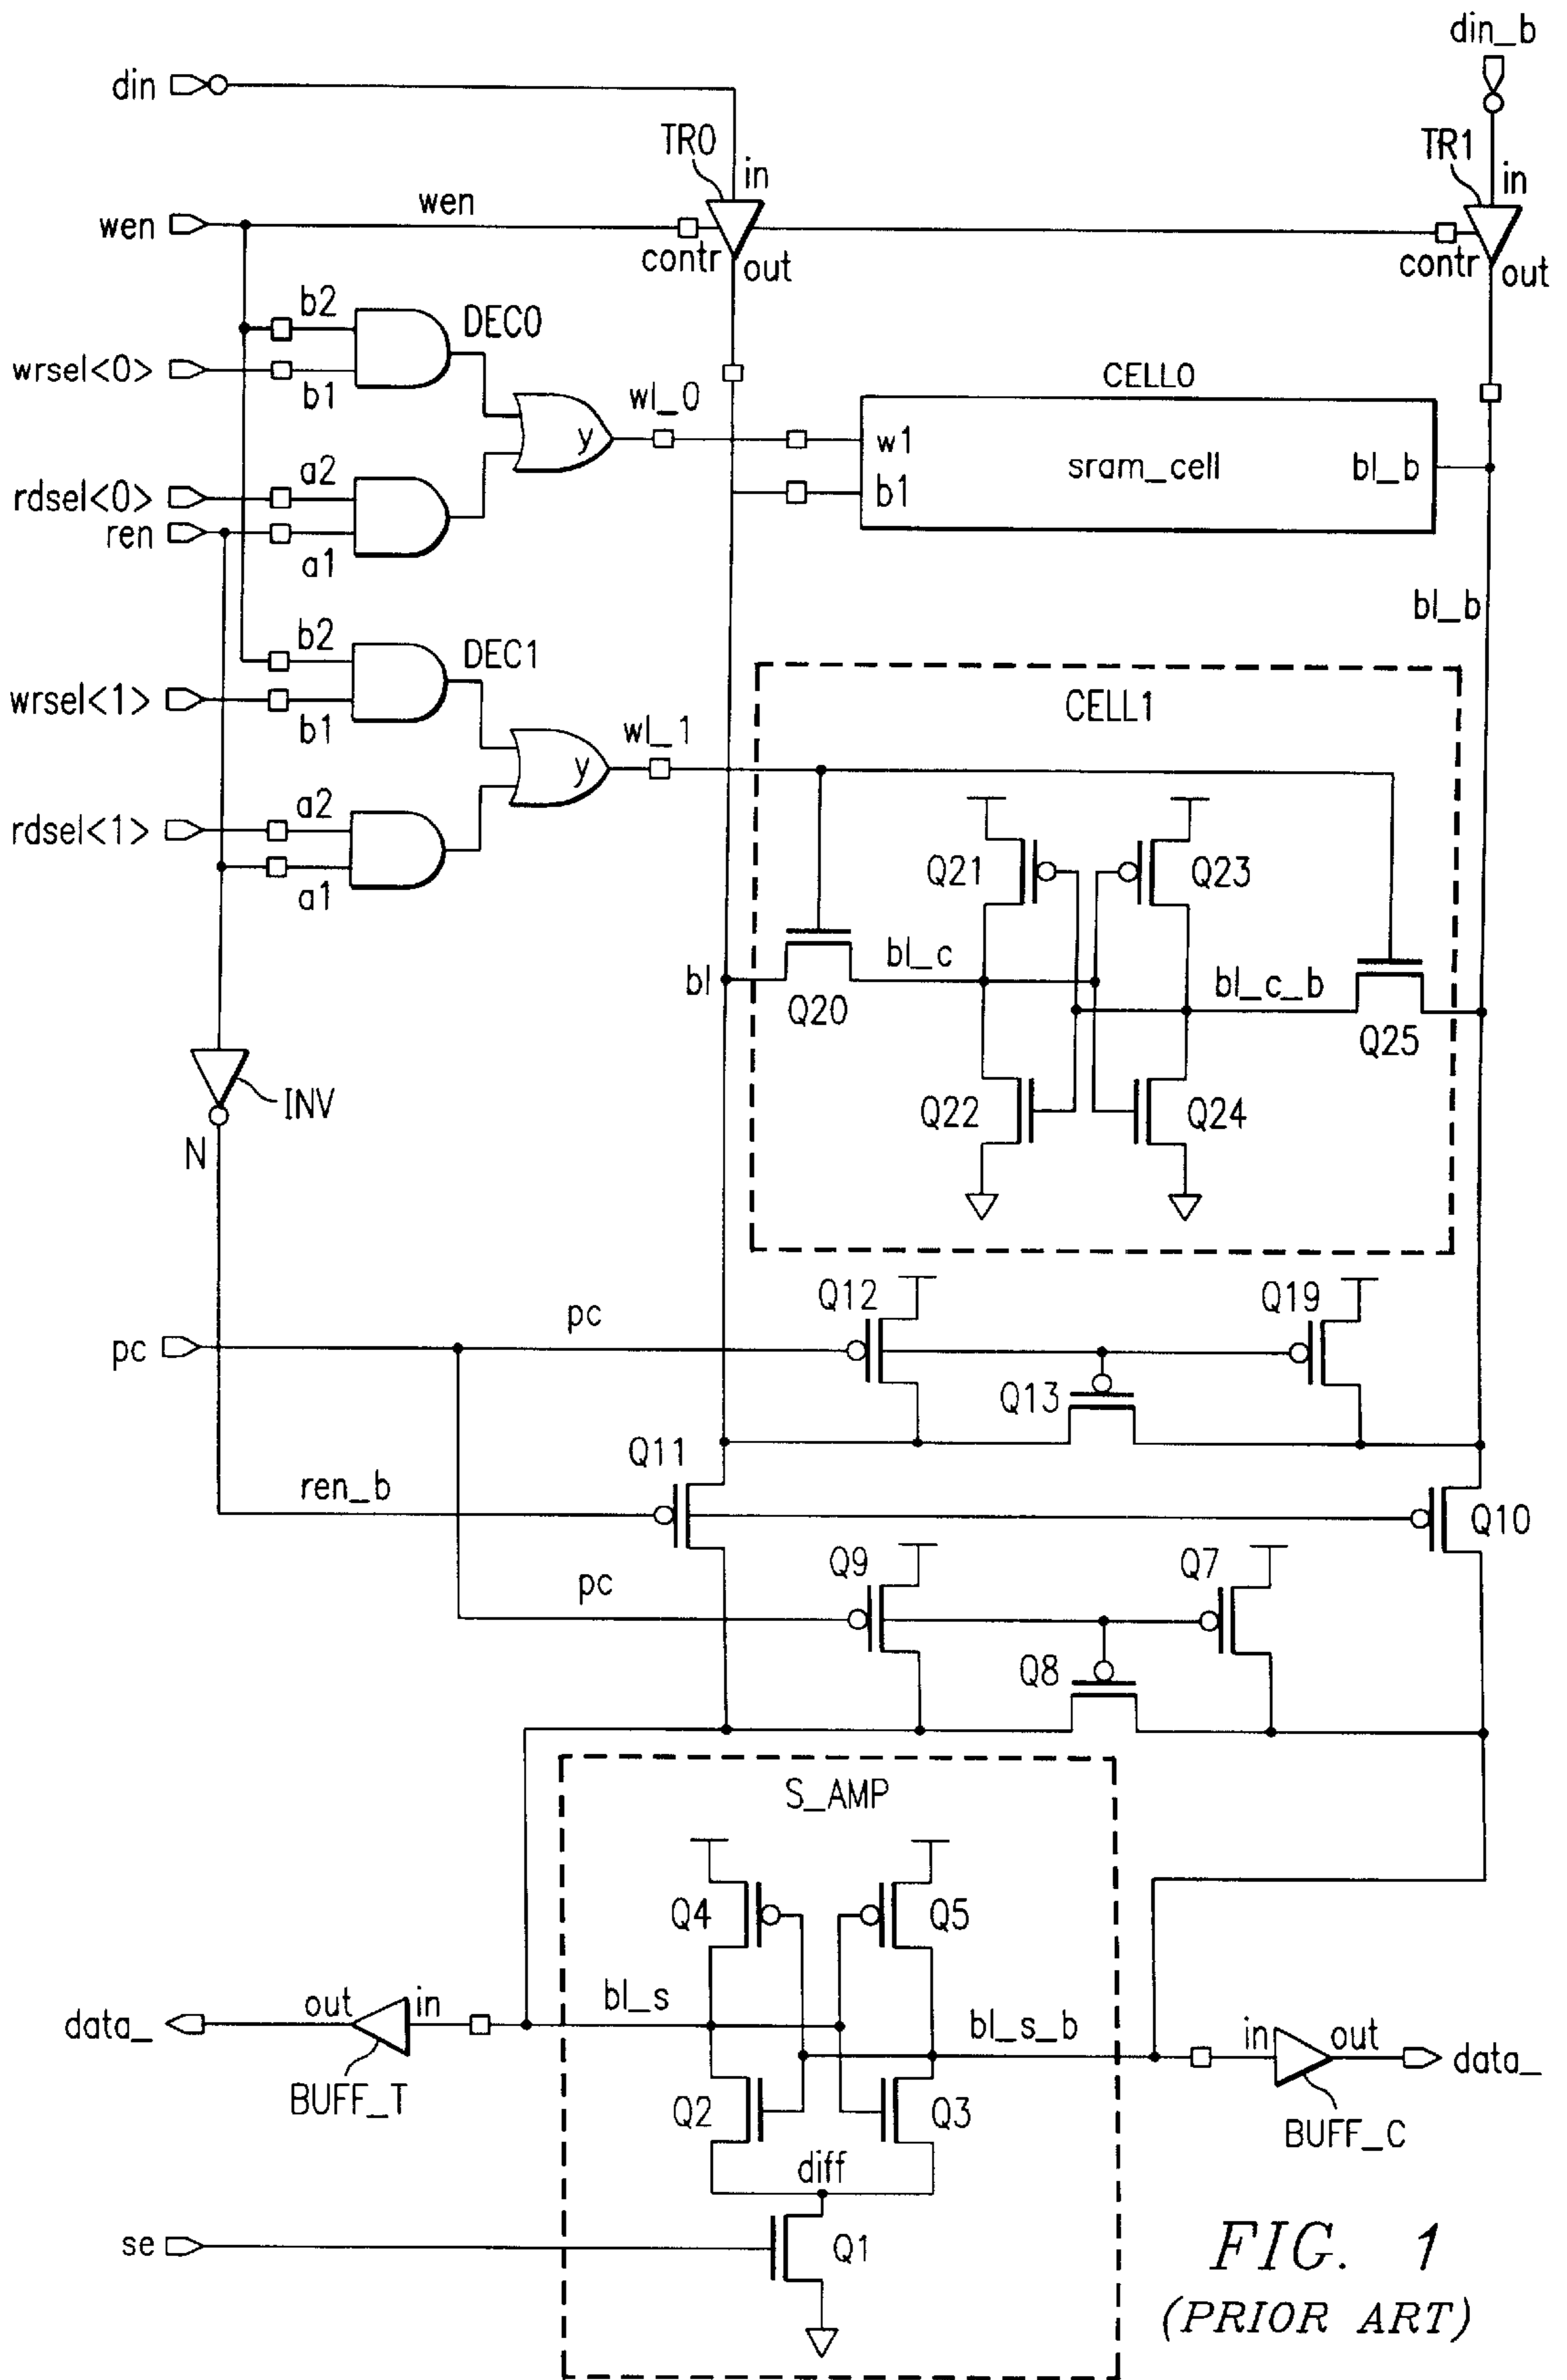 din_b
din
TR0
in
TR1
in
wen
wen
contr
out
contr
out
b2
DEC0
wrsel<0>
b1
wl_0
CELL0
y
w1
sram_cell
bl_b
rdsel<0>
a2
b1
ren
a1
bl_b
b2
DEC1
wrsel<1>
b1
wl_1
CELL1
y
rdsel<1>
a2
a1
Q21
Q23
bl_c
bl
Q20
bl_c_b
Q25
INV
Q22
Q24
N
Q12
Q19
pc
pc
Q13
Q11
ren_b
Q10
Q9
Q7
pc
Q8
S_AMP
Q4
Q5
bl_s
data_
out
in
bl_s_b
in
out
data_
BUFF_T
Q2
Q3
BUFF_C
diff
se
Q1
FIG. 1
(PRIOR ART)